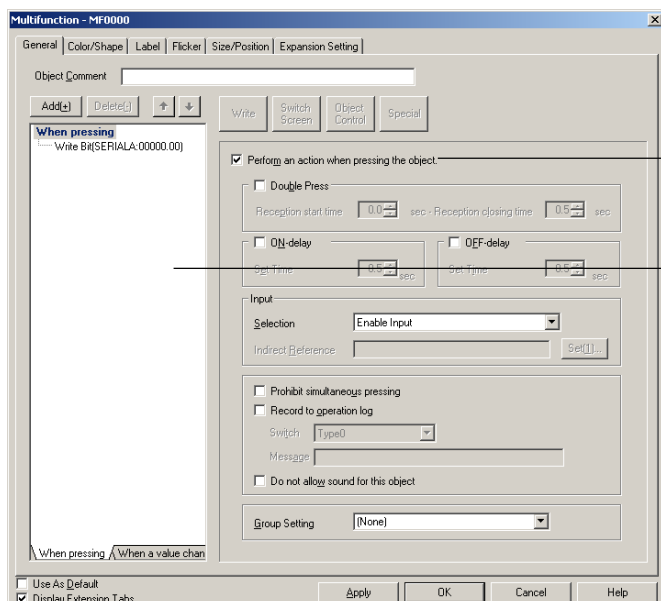 Multifunction - MF0000
General Color/Shape Label Flicker Size/Position Expansion Setting
Object Comment
Add(+) Delete(-)
Write Switch Screen Object Control Special
When pressing
Write Bit(SERIALA:00000.00)
Perform an action when pressing the object.
Double Press
Reception start time 0.0 sec - Reception closing time 0.5 sec
ON-delay OFF-delay
Set Time 0.5 sec Set Time 0.5 sec
Input
Selection Enable Input
Indirect Reference Set(1)...
Prohibit simultaneous pressing
Record to operation log
Switch Type0
Message
Do not allow sound for this object
Group Setting (None)
When pressing When a value chan
Use As Default
Display Extension Tabs
Apply OK Cancel Help